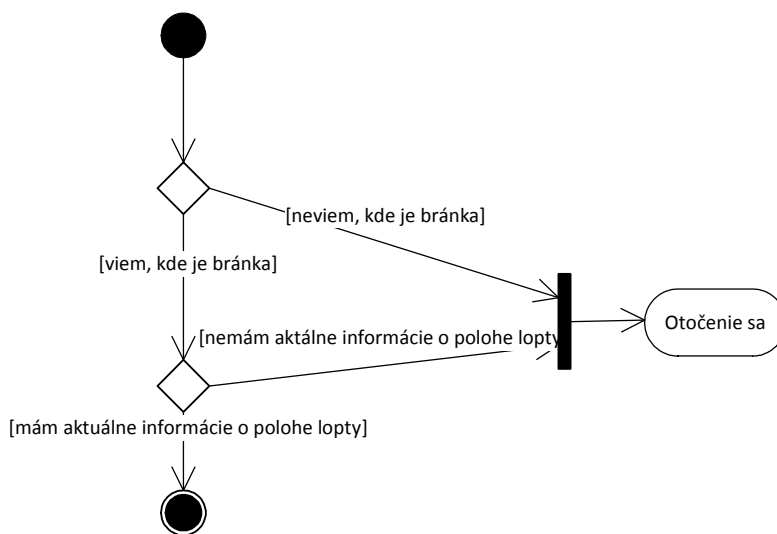 [neviem, kde je bránka]
[viem, kde je bránka]
Otočenie sa
[nemám aktálne informácie o polohe lopty
[mám aktuálne informácie o polohe lopty]